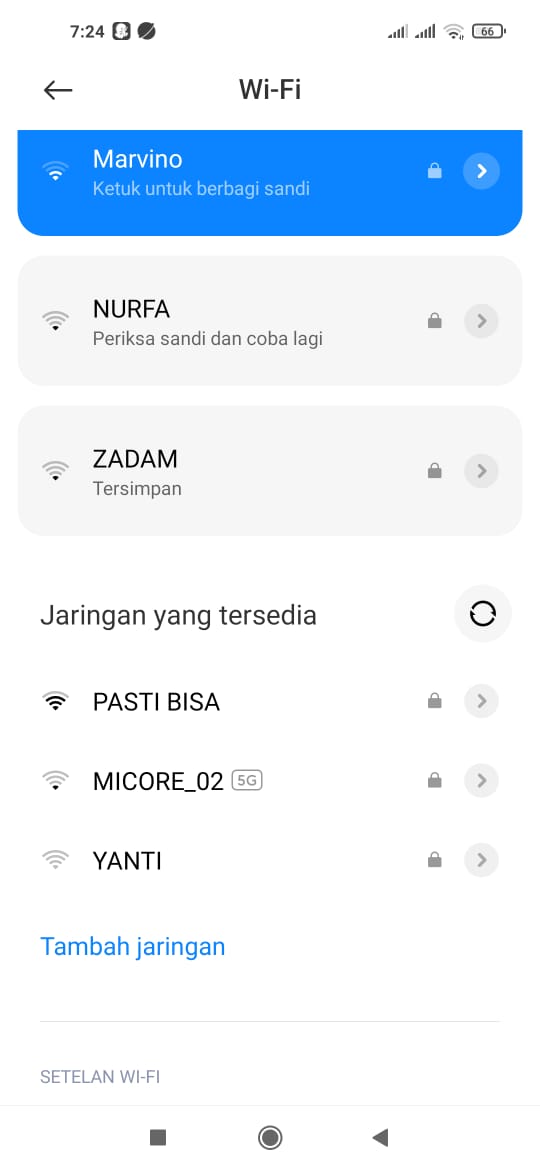 7:24
66
Wi-Fi
Marvino
Ketuk untuk berbagi sandi
NURFA
Periksa sandi dan coba lagi
ZADAM
Tersimpan
Jaringan yang tersedia
PASTI BISA
MICORE_02 5G
YANTI
Tambah jaringan
SETELAN WI-FI